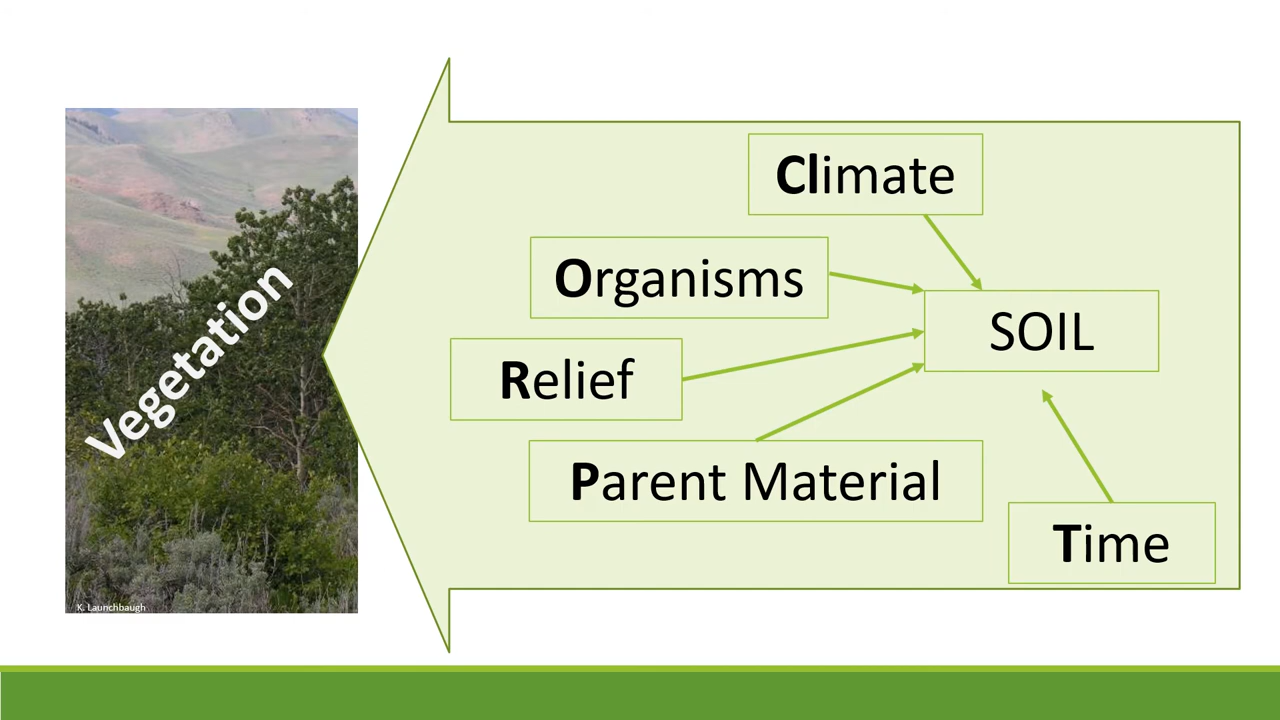 Vegetation
K. Launchbaugh
Climate
Organisms
SOIL
Relief
Parent Material
Time